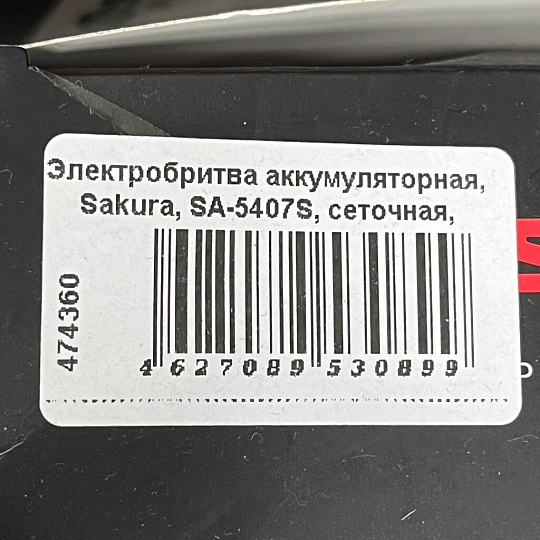 Электробритва аккумуляторная,
Sakura, SA-5407S, сеточная,
474360
4 627089 530899